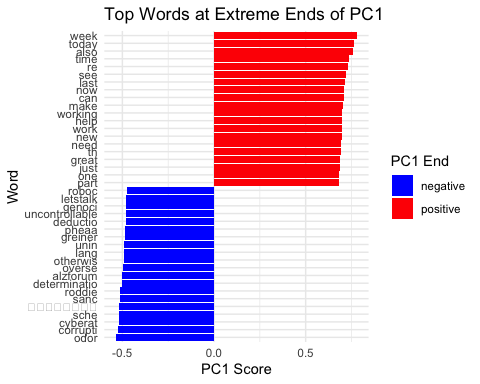 Top Words at Extreme Ends of PC1
week
today
also
time
re
see
last
now
can
make
working
help
work
new
need
th
great
just
one
part
roboc
letstalk
genoci
uncontrollable
deductio
pheaa
greiner
unin
lang
otherwis
overse
alzforum
determinatio
roddie
sanc
sche
cyberat
corrupti
odor
Word
-0.5 0.0 0.5
PC1 Score
PC1 End
negative
positive